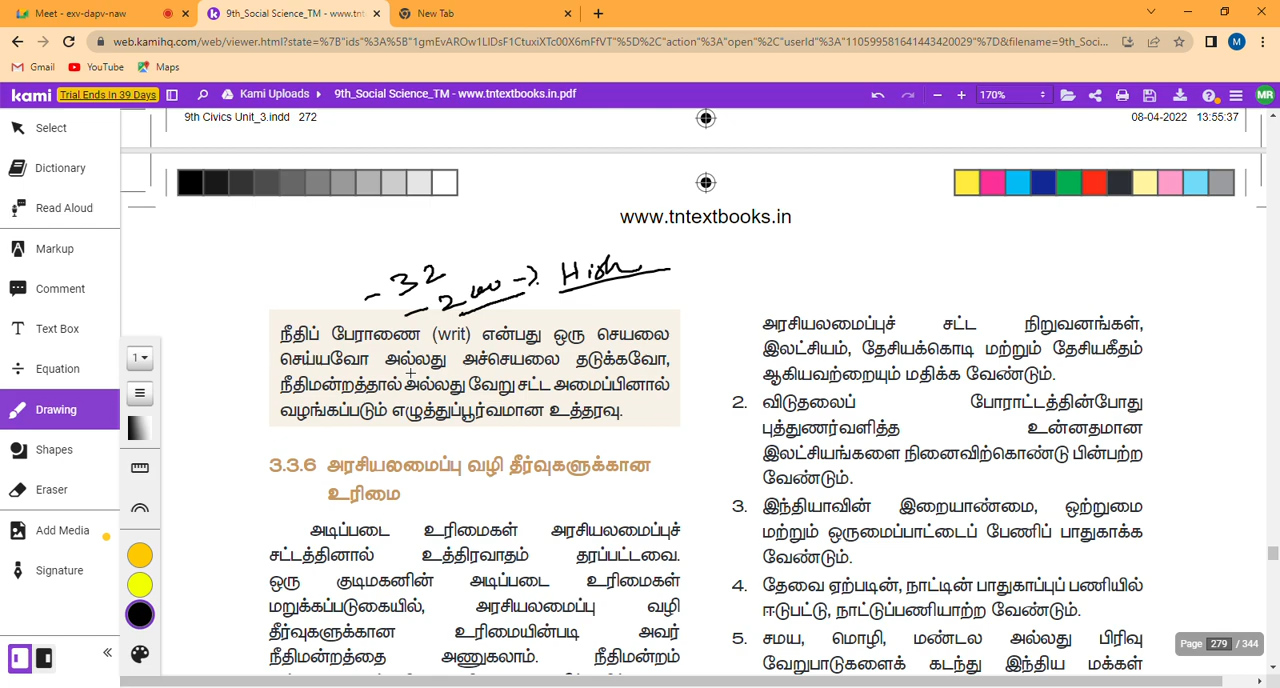 Meet - exv-dapv-naw
9th_Social Science_TM - www.tnt
New Tab
web.kamihq.com/web/viewer.html?state=%7B"ids"%3A%5B"1gmEvAROw1LIDsF1CtuxiXTc00X6mFfVT"%5D%2C"action"%3A"open"%2C"userId"%3A"110599581641443420029"%7D&filename=9th_Soci...
Gmail YouTube Maps
kami Trial Ends In 39 Days Kami Uploads 9th_Social Science_TM - www.tntextbooks.in.pdf 170% MR
Select
Dictionary
Read Aloud
Markup
Comment
Text Box
Equation
Drawing
Shapes
Eraser
Add Media
Signature
1
9th Civics Unit_3.indd 272
08-04-2022 13:55:37
www.tntextbooks.in
32
நீதிப் பேராணை (writ) என்பது ஒரு செயலை
செய்யவோ அல்லது அச்செயலை தடுக்கவோ,
நீதிமன்றத்தால் அல்லது வேறு சட்ட அமைப்பினால்
வழங்கப்படும் எழுத்துப்பூர்வமான உத்தரவு.
3.3.6 அரசியலமைப்பு வழி தீர்வுகளுக்கான
உரிமை
அடிப்படை உரிமைகள் அரசியலமைப்புச்
சட்டத்தினால் உத்திரவாதம் தரப்பட்டவை.
ஒரு குடிமகனின் அடிப்படை உரிமைகள்
மறுக்கப்படுகையில், அரசியலமைப்பு வழி
தீர்வுகளுக்கான உரிமையின்படி அவர்
நீதிமன்றத்தை அணுகலாம். நீதிமன்றம்
அரசியலமைப்புச் சட்ட நிறுவனங்கள்,
இலட்சியம், தேசியக்கொடி மற்றும் தேசியகீதம்
ஆகியவற்றையும் மதிக்க வேண்டும்.
2. விடுதலைப் போராட்டத்தின்போது
புத்துணர்வளித்த உன்னதமான
இலட்சியங்களை நினைவிற்கொண்டு பின்பற்ற
வேண்டும்.
3. இந்தியாவின் இறையாண்மை, ஒற்றுமை
மற்றும் ஒருமைப்பாட்டைப் பேணிப் பாதுகாக்க
வேண்டும்.
4. தேவை ஏற்படின், நாட்டின் பாதுகாப்புப் பணியில்
ஈடுபட்டு, நாட்டுப்பணியாற்ற வேண்டும்.
5. சமய, மொழி, மண்டல அல்லது பிரிவு
வேறுபாடுகளைக் கடந்து இந்திய மக்கள்
Page 279 / 344